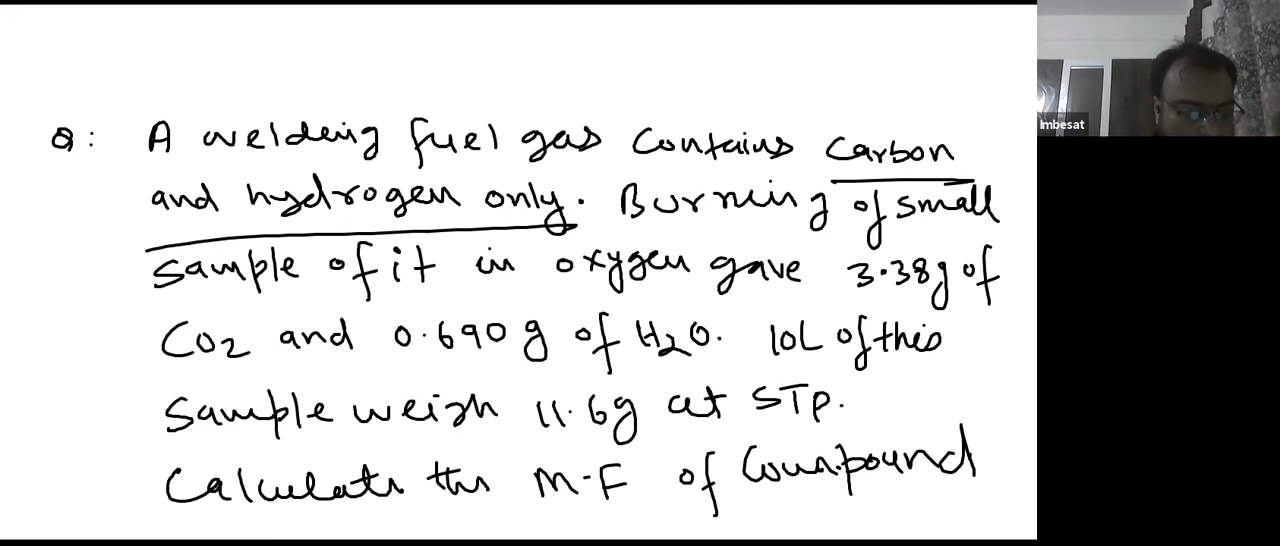 Q: A welding fuel gas contains carbon
and hydrogen only. Burning of small
sample of it in oxygen gave 3.38g of
CO2 and 0.690 g of H2O. 10L of this
sample weigh 11.6g at STP.
Calculate the M.F of Compound
Imbesat